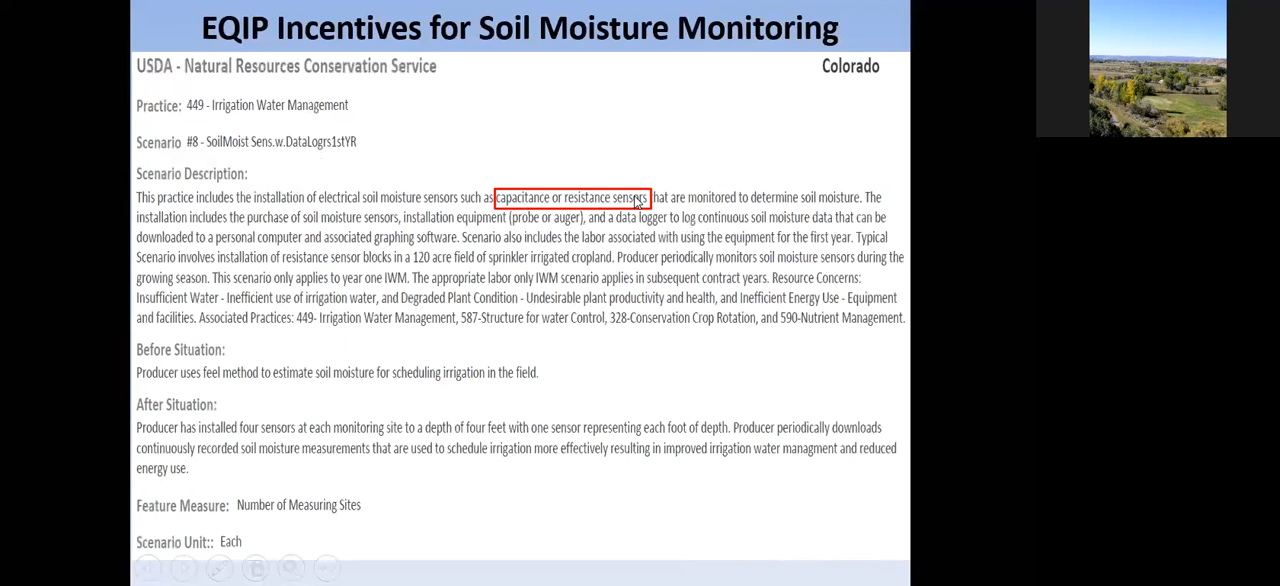 EQIP Incentives for Soil Moisture Monitoring
USDA - Natural Resources Conservation Service Colorado
Practice: 449 - Irrigation Water Management
Scenario #8 - SoilMoist Sens.w.DataLogrs1stYR
Scenario Description:
This practice includes the installation of electrical soil moisture sensors such as capacitance or resistance sensors that are monitored to determine soil moisture. The
installation includes the purchase of soil moisture sensors, installation equipment (probe or auger), and a data logger to log continuous soil moisture data that can be
downloaded to a personal computer and associated graphing software. Scenario also includes the labor associated with using the equipment for the first year. Typical
Scenario involves installation of resistance sensor blocks in a 120 acre field of sprinkler irrigated cropland. Producer periodically monitors soil moisture sensors during the
growing season. This scenario only applies to year one IWM. The appropriate labor only IWM scenario applies in subsequent contract years. Resource Concerns:
Insufficient Water - Inefficient use of irrigation water, and Degraded Plant Condition - Undesirable plant productivity and health, and Inefficient Energy Use - Equipment
and facilities. Associated Practices: 449- Irrigation Water Management, 587-Structure for water Control, 328-Conservation Crop Rotation, and 590-Nutrient Management.
Before Situation:
Producer uses feel method to estimate soil moisture for scheduling irrigation in the field.
After Situation:
Producer has installed four sensors at each monitoring site to a depth of four feet with one sensor representing each foot of depth. Producer periodically downloads
continuously recorded soil moisture measurements that are used to schedule irrigation more effectively resulting in improved irrigation water managment and reduced
energy use.
Feature Measure: Number of Measuring Sites
Scenario Unit:: Each